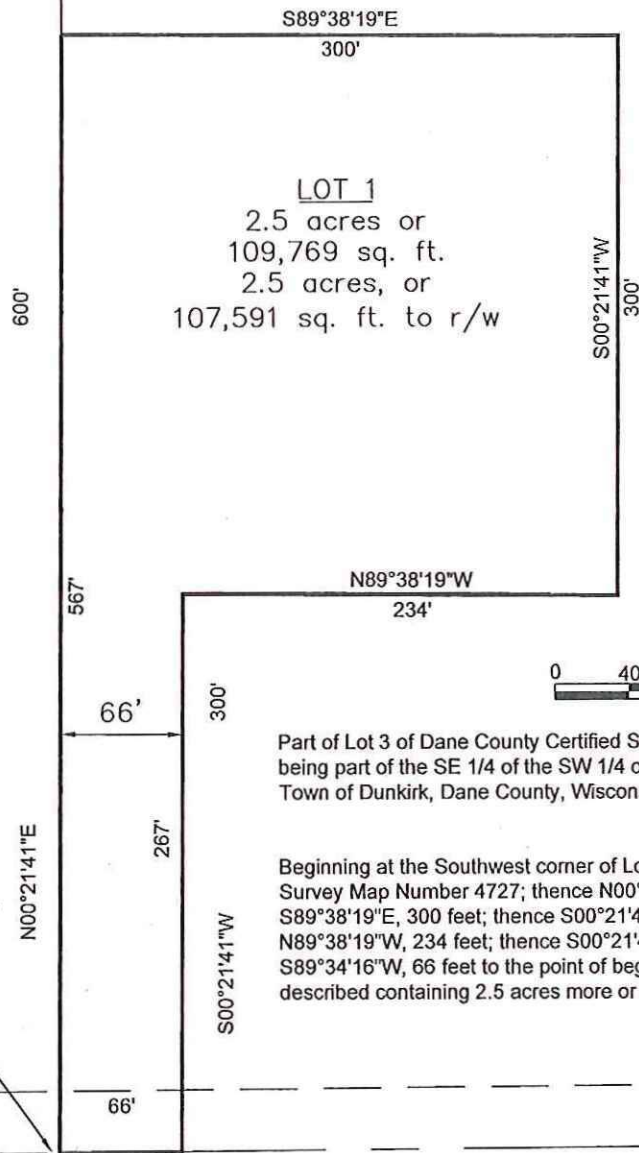 S89°38'19"E
300'
LOT 1
2.5 acres or
109,769 sq. ft.
2.5 acres, or
107,591 sq. ft. to r/w
600'
S00°21'41"W
300'
N89°38'19"W
234'
567'
0 40
66'
300'
Part of Lot 3 of Dane County Certified
being part of the SE 1/4 of the SW 1/4
Town of Dunkirk, Dane County,
267'
N00°21'41"E
Beginning at the Southwest corner of
Survey Map Number 4727; thence
S89°38'19"E, 300 feet; thence
N89°38'19"W, 234 feet; thence
S89°34'16"W, 66 feet to the point of
described containing 2.5 acres more or
S00°21'41"W
66'